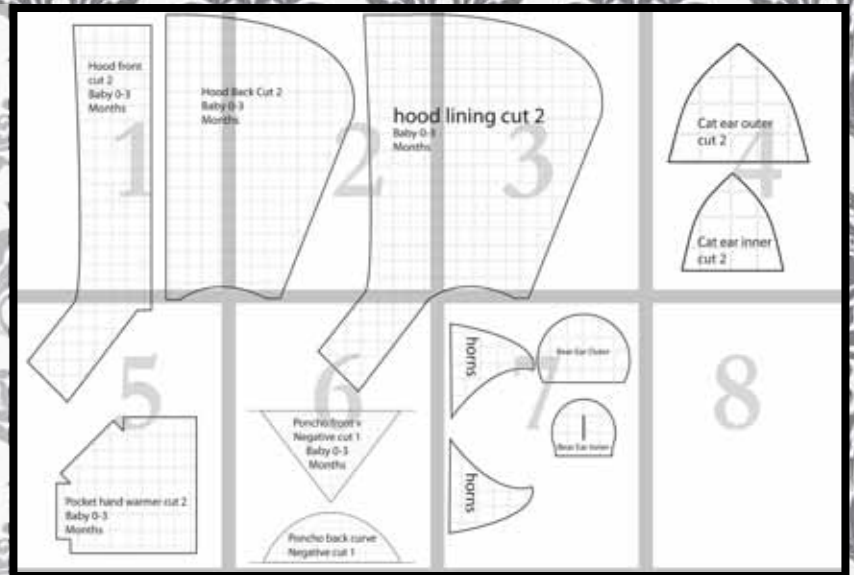 Hood front
cut 2
Baby 0-3
Months
1
Hood Back Cut 2
Baby 0-3
Months
2
hood lining cut 2
Baby 0-3
Months
3
Cat ear outer
cut 2
4
Cat ear inner
cut 2
5
Pocket hand warmer cut 2
Baby 0-3
Months
6
Poncho front v
Negative cut 1
Baby 0-3
Months
Poncho back curve
Negative cut 1
7
horns
Bear Ear Outer
horns
Bear Ear Inner
8